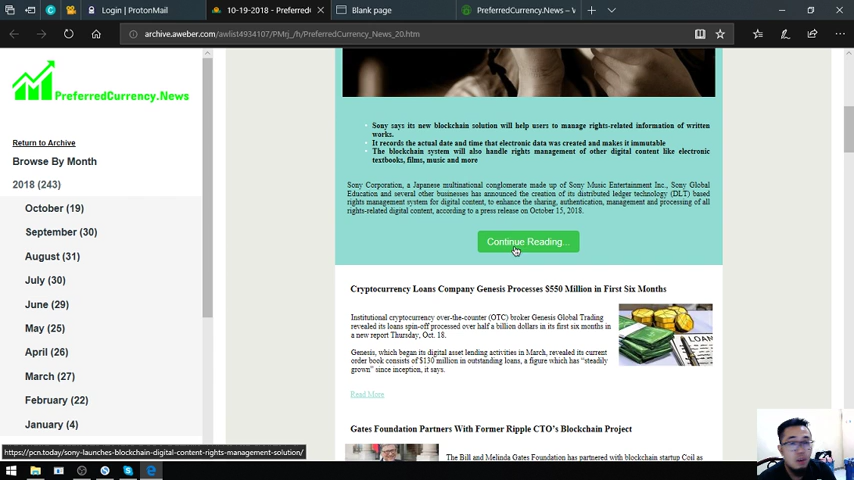 Login | ProtonMail
10-19-2018 - Preferred
Blank page
PreferredCurrency.News –
archive.aweber.com/awlist4934107/PMrj_/h/PreferredCurrency_News_20.htm
PreferredCurrency.News
Return to Archive
Browse By Month
2018 (243)
October (19)
September (30)
August (31)
July (30)
June (29)
May (25)
April (26)
March (27)
February (22)
January (4)
https://pcn.today/sony-launches-blockchain-digital-content-rights-management-solution/
Sony says its new blockchain solution will help users to manage rights-related information of written
works.
It records the actual date and time that electronic data was created and makes it immutable
The blockchain system will also handle rights management of other digital content like electronic
textbooks, films, music and more
Sony Corporation, a Japanese multinational conglomerate made up of Sony Music Entertainment Inc., Sony Global
Education and several other businesses has announced the creation of its distributed ledger technology (DLT) based
rights management system for digital content, to enhance the sharing, authentication, management and processing of all
rights-related digital content, according to a press release on October 15, 2018.
Continue Reading...
Cryptocurrency Loans Company Genesis Processes $550 Million in First Six Months
Institutional cryptocurrency over-the-counter (OTC) broker Genesis Global Trading
revealed its loans spin-off processed over half a billion dollars in its first six months in
a new report Thursday, Oct. 18.
Genesis, which began its digital asset lending activities in March, revealed its current
order book consists of $130 million in outstanding loans, a figure which has “steadily
grown” since inception, it says.
LOAN
Read More
Gates Foundation Partners With Former Ripple CTO’s Blockchain Project
The Bill and Melinda Gates Foundation has partnered with blockchain startup Coil as